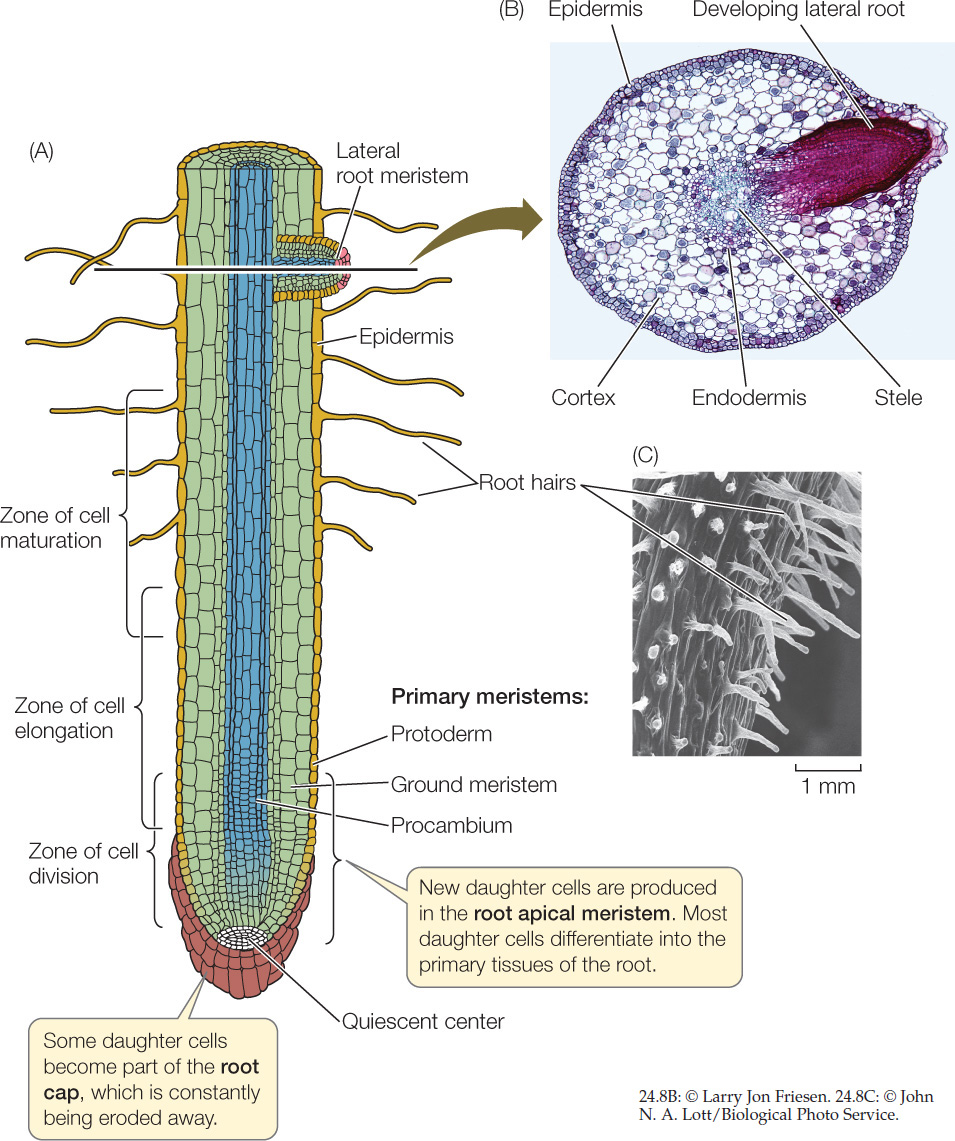 (A)
Lateral
root meristem
Epidermis
Root hairs
Zone of cell
maturation
Zone of cell
elongation
Primary meristems:
Protoderm
Ground meristem
Procambium
Zone of cell
division
New daughter cells are produced
in the root apical meristem. Most
daughter cells differentiate into the
primary tissues of the root.
Quiescent center
Some daughter cells
become part of the root
cap, which is constantly
being eroded away.
(B)
Epidermis
Developing lateral root
Cortex
Endodermis
Stele
(C)
1 mm
24.8B: © Larry Jon Friesen. 24.8C: © John
N. A. Lott/Biological Photo Service.